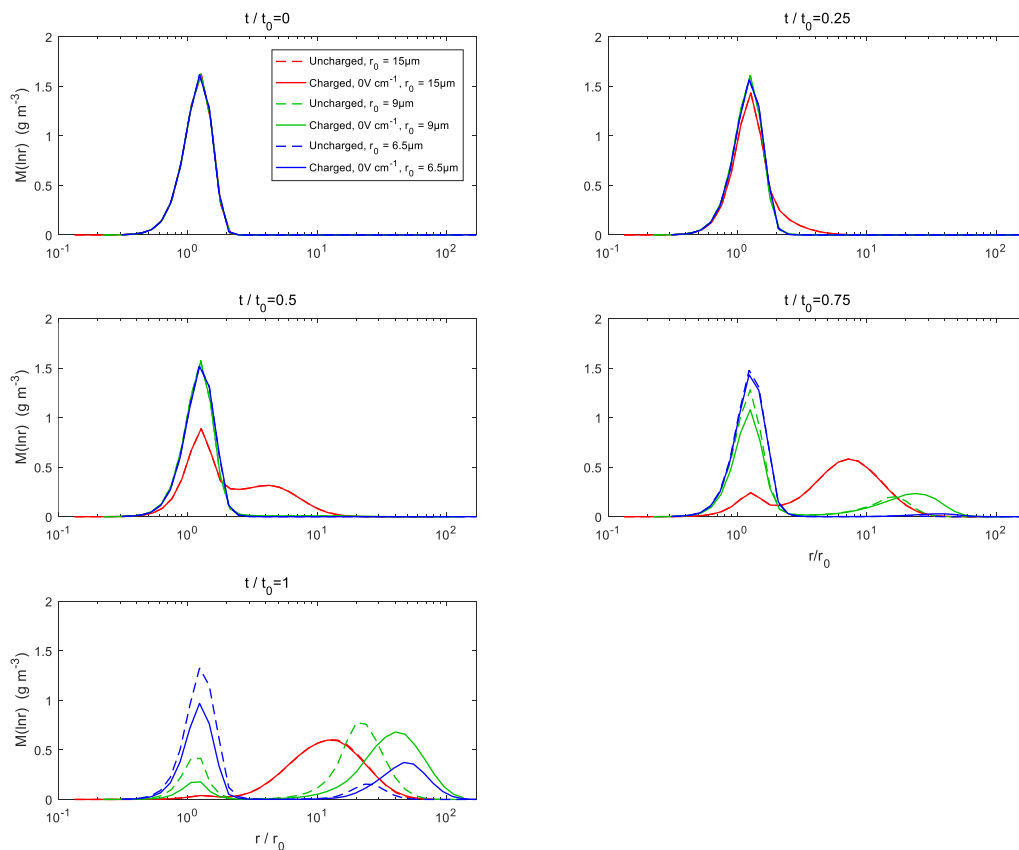 t / t0=0
2
1.5
1
0.5
0
M(lnr) (g m-3)
10-1
100
101
102
Uncharged, r0 = 15μm
Charged, 0V cm-1, r0 = 15μm
Uncharged, r0 = 9μm
Charged, 0V cm-1, r0 = 9μm
Uncharged, r0 = 6.5μm
Charged, 0V cm-1, r0 = 6.5μm
t / t0=0.25
2
1.5
1
0.5
0
10-1
100
101
102
t / t0=0.5
2
1.5
1
0.5
0
M(lnr) (g m-3)
10-1
100
101
102
t / t0=0.75
2
1.5
1
0.5
0
10-1
100
101
102
r/r0
t / t0=1
2
1.5
1
0.5
0
M(lnr) (g m-3)
10-1
100
101
102
r / r0